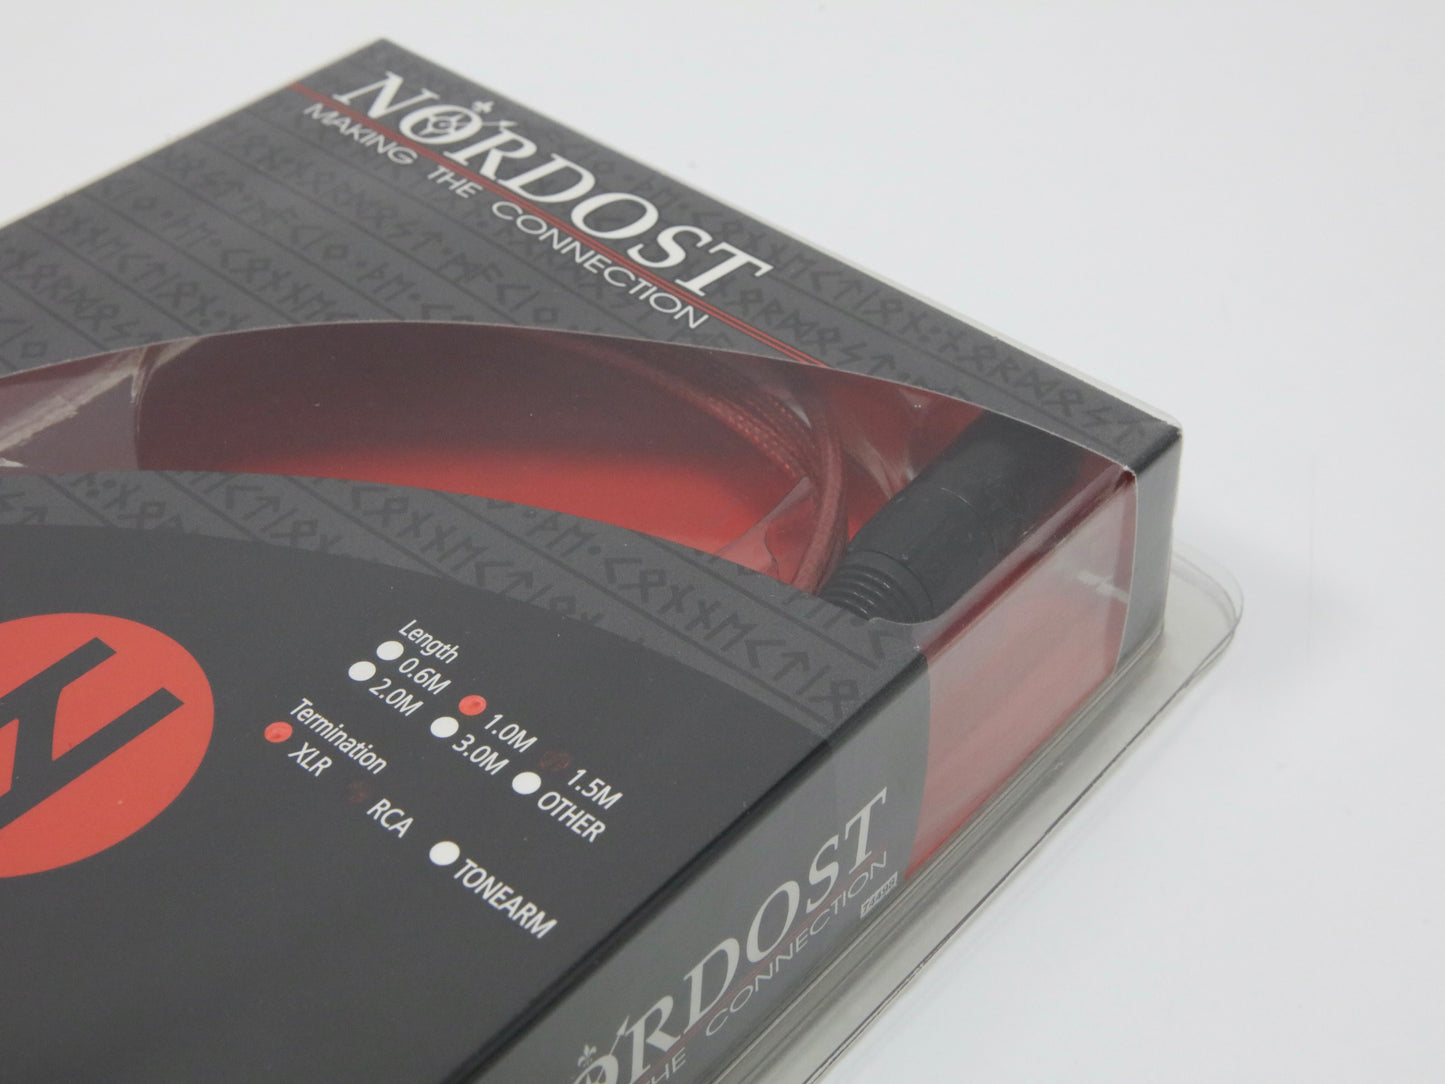 NORDOST
MAKING THE CONNECTION
Length
0.6M 1.0M 1.5M
2.0M 3.0M OTHER
Termination
XLR RCA TONEARM
NORDOST
THE CONNECTION